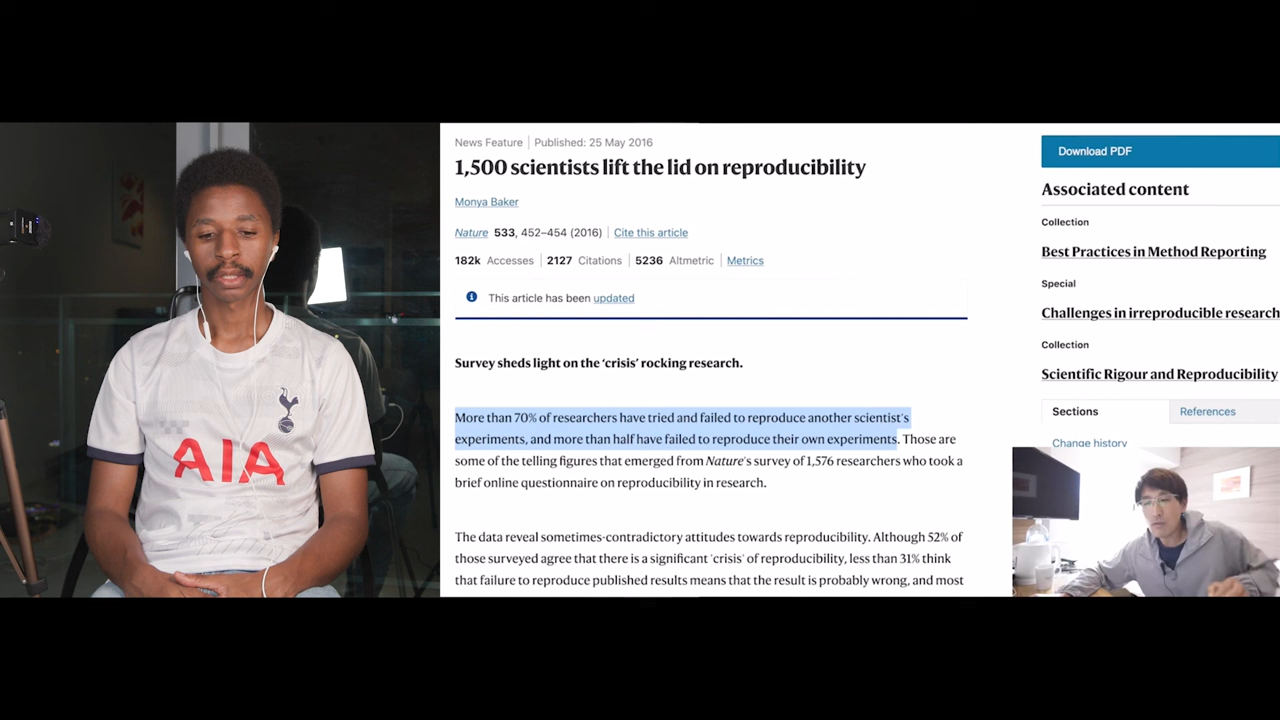 News Feature | Published: 25 May 2016
1,500 scientists lift the lid on reproducibility
Monya Baker
Nature 533, 452–454 (2016) | Cite this article
182k Accesses | 2127 Citations | 5236 Altmetric | Metrics
This article has been updated
Survey sheds light on the ‘crisis’ rocking research.
More than 70% of researchers have tried and failed to reproduce another scientist's
experiments, and more than half have failed to reproduce their own experiments. Those are
some of the telling figures that emerged from Nature's survey of 1,576 researchers who took a
brief online questionnaire on reproducibility in research.
The data reveal sometimes-contradictory attitudes towards reproducibility. Although 52% of
those surveyed agree that there is a significant 'crisis' of reproducibility, less than 31% think
that failure to reproduce published results means that the result is probably wrong, and most
Download PDF
Associated content
Collection
Best Practices in Method Reporting
Special
Challenges in irreproducible research
Collection
Scientific Rigour and Reproducibility
Sections
References
Change history
AIA